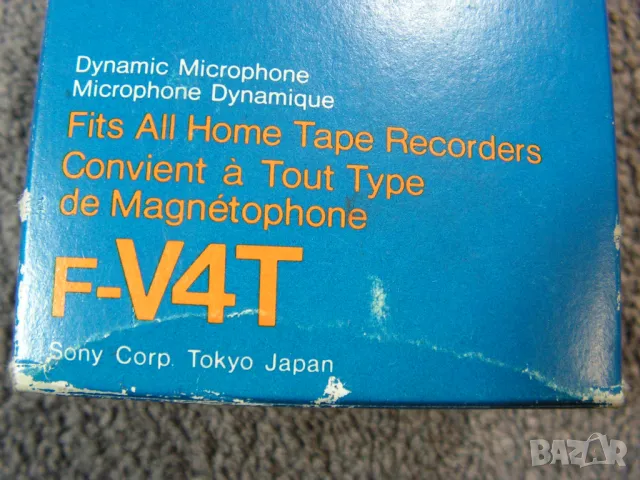 Dynamic Microphone
Microphone Dynamique
Fits All Home Tape Recorders
Convient à Tout Type
de Magnétophone
F-V4T
Sony Corp. Tokyo Japan
BAZAR